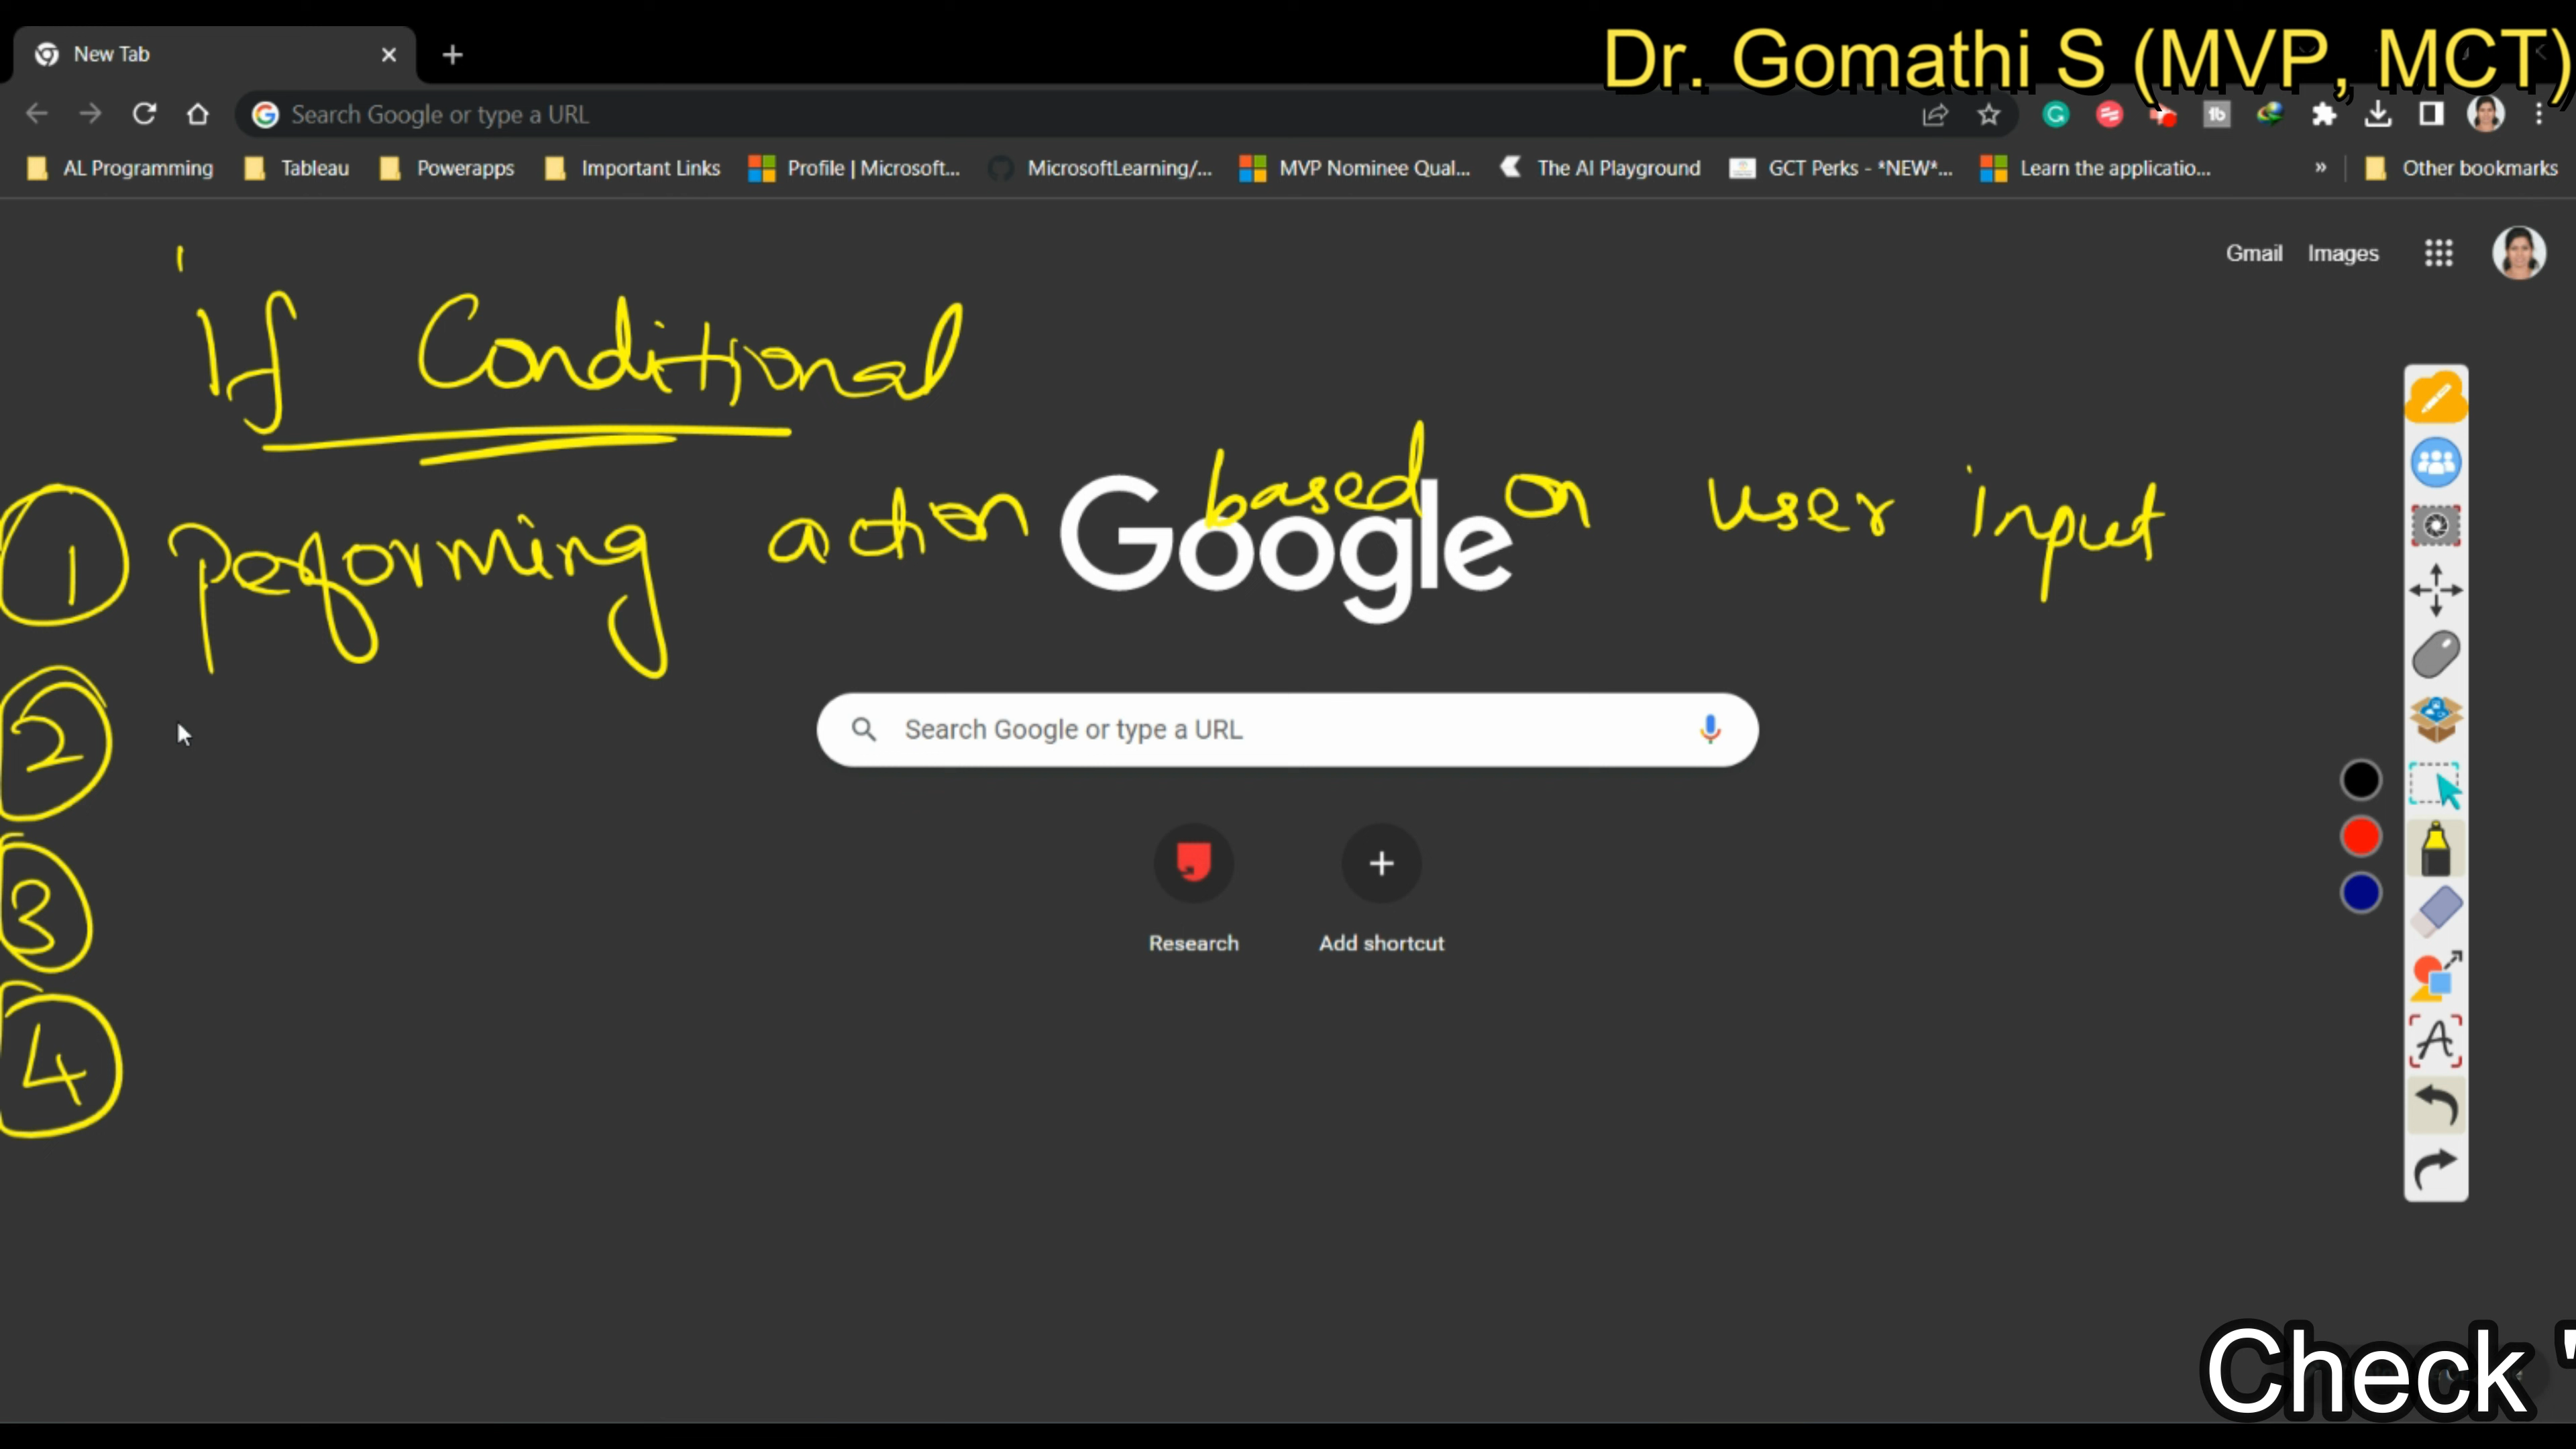 New Tab
Dr. Gomathi S (MVP, MCT)
Search Google or type a URL
AL Programming Tableau Powerapps Important Links Profile | Microsoft... MicrosoftLearning/... MVP Nominee Qual... The AI Playground GCT Perks - *NEW*... Learn the applicatio... » Other bookmarks
Gmail Images
If Conditional
1 peforming action based on user input
Google
2
Search Google or type a URL
3
Research Add shortcut
4
Check "